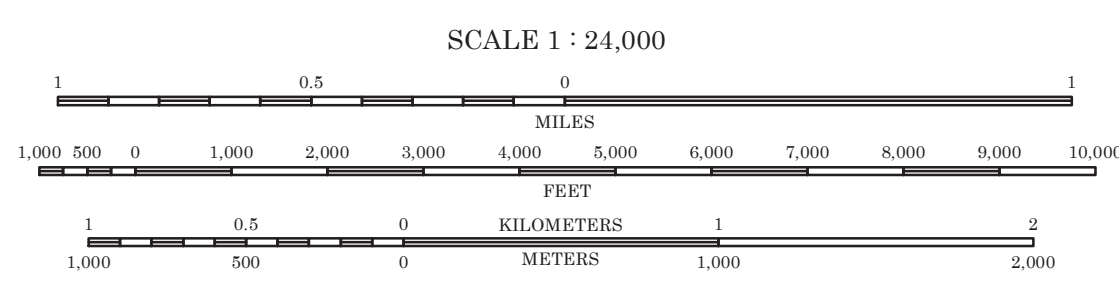 SCALE 1 : 24,000
1 0.5 0 1
MILES
1,000 500 0 1,000 2,000 3,000 4,000 5,000 6,000 7,000 8,000 9,000 10,000
FEET
1 0.5 0 KILOMETERS 1 2
1,000 500 0 METERS 1,000 2,000